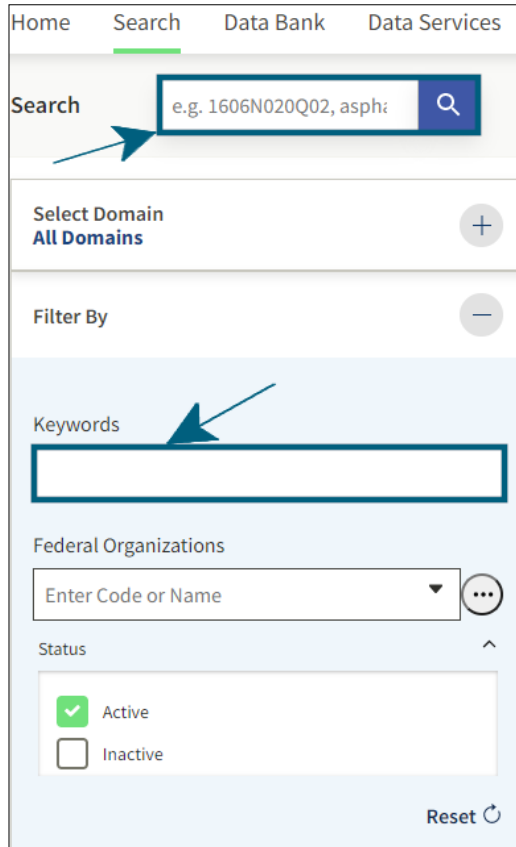 Home Search Data Bank Data Services
Search e.g. 1606N020Q02, aspha
Select Domain
All Domains
Filter By
Keywords
Federal Organizations
Enter Code or Name
Status
Active
Inactive
Reset